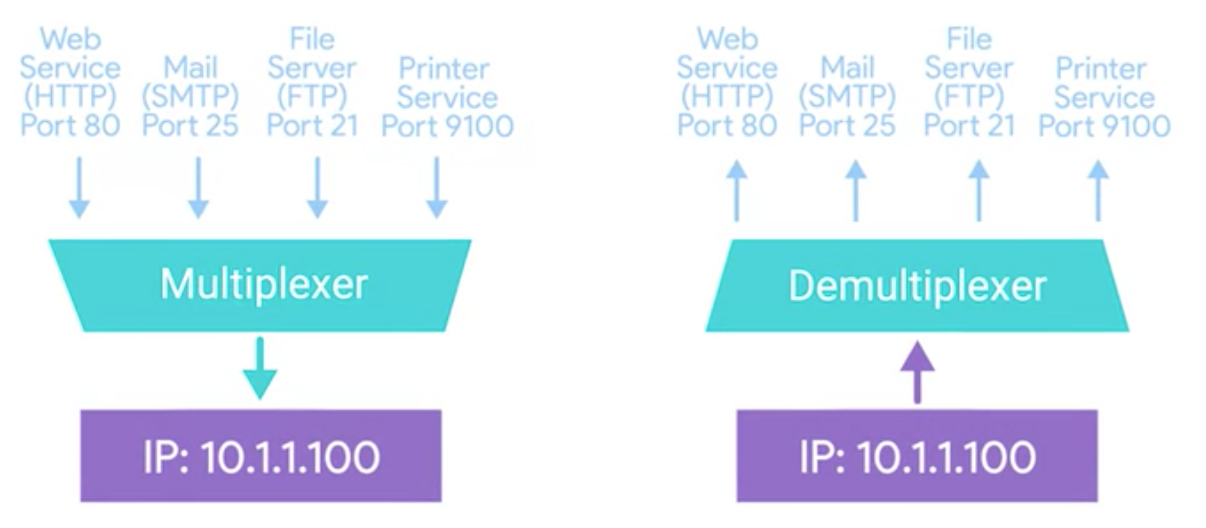 Web
Service
(HTTP)
Port 80
Mail
(SMTP)
Port 25
File
Server
(FTP)
Port 21
Printer
Service
Port 9100
Multiplexer
IP: 10.1.1.100
Web
Service
(HTTP)
Port 80
Mail
(SMTP)
Port 25
File
Server
(FTP)
Port 21
Printer
Service
Port 9100
Demultiplexer
IP: 10.1.1.100